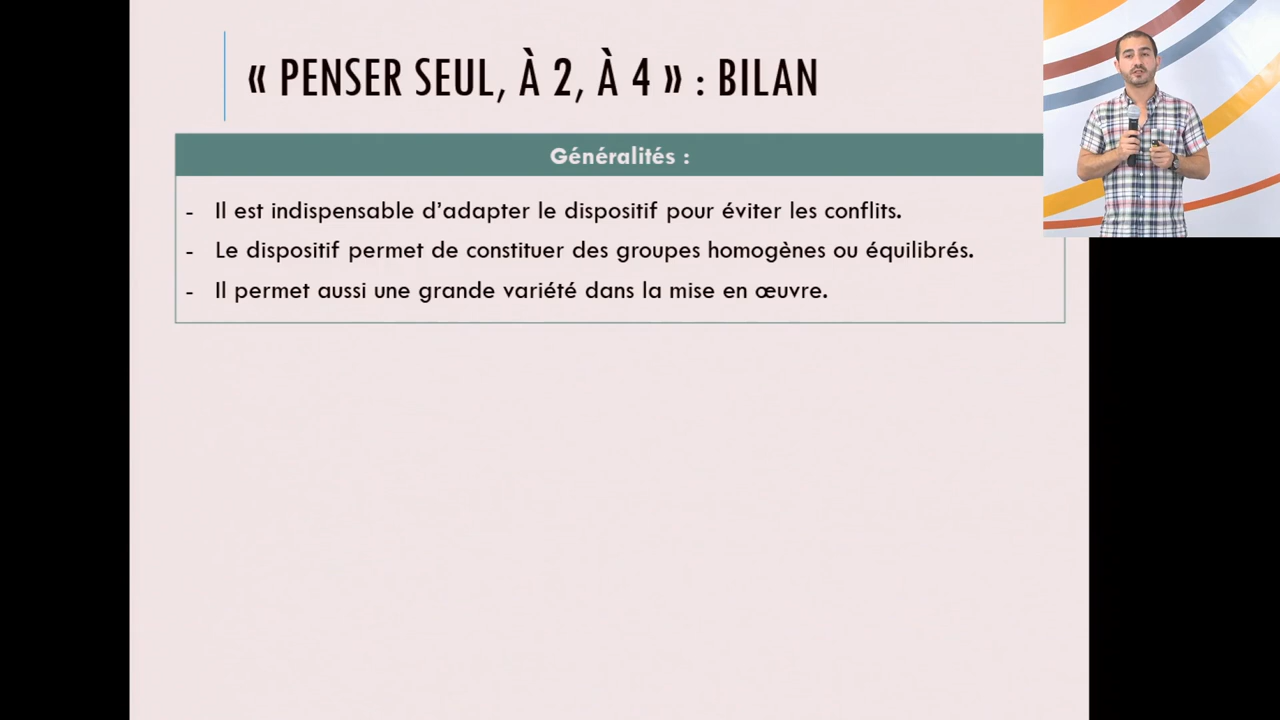 « PENSER SEUL, À 2, À 4 » : BILAN
Généralités :
- Il est indispensable d’adapter le dispositif pour éviter les conflits.
- Le dispositif permet de constituer des groupes homogènes ou équilibrés.
- Il permet aussi une grande variété dans la mise en œuvre.